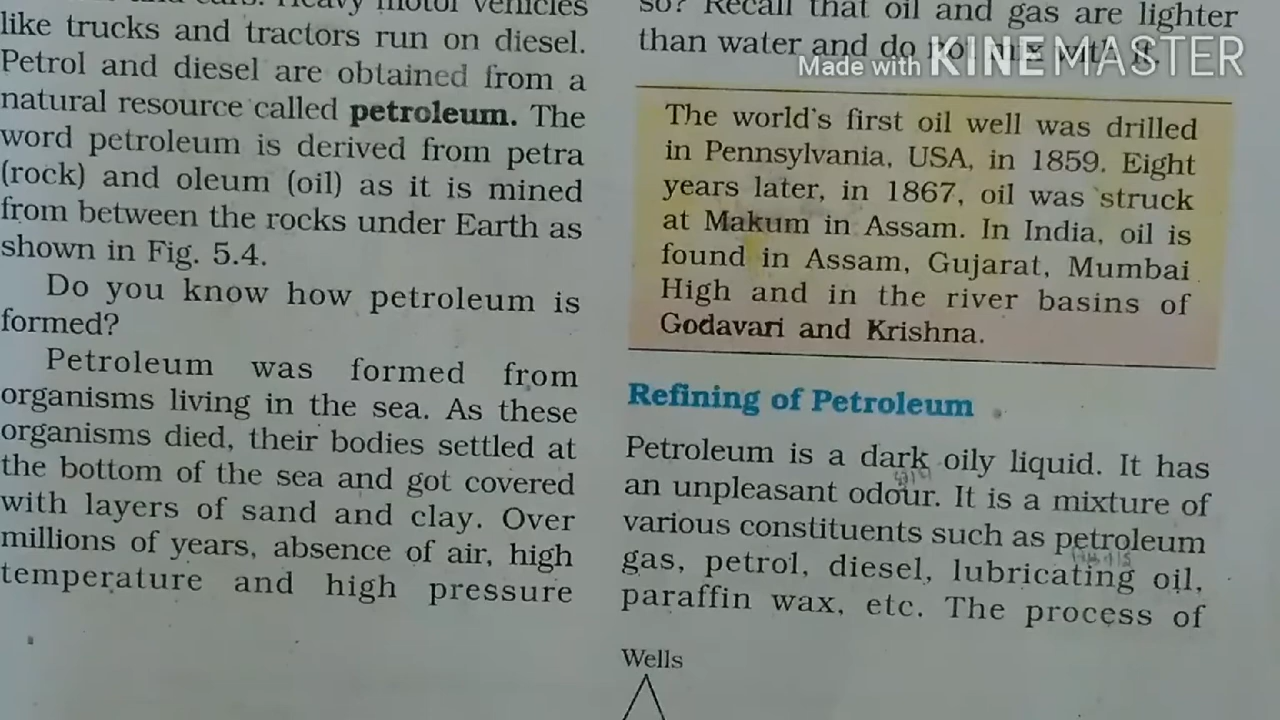 like trucks and tractors run on diesel.
Petrol and diesel are obtained from a
natural resource called petroleum. The
word petroleum is derived from petra
(rock) and oleum (oil) as it is mined
from between the rocks under Earth as
shown in Fig. 5.4.
Do you know how petroleum is
formed?
Petroleum was formed from
organisms living in the sea. As these
organisms died, their bodies settled at
the bottom of the sea and got covered
with layers of sand and clay. Over
millions of years, absence of air, high
temperature and high pressure
so? Recall that oil and gas are lighter
than water and do not mix with it.
Made with KINEMASTER
The world's first oil well was drilled
in Pennsylvania, USA, in 1859. Eight
years later, in 1867, oil was struck
at Makum in Assam. In India, oil is
found in Assam, Gujarat, Mumbai
High and in the river basins of
Godavari and Krishna.
Refining of Petroleum
Petroleum is a dark oily liquid. It has
an unpleasant odour. It is a mixture of
various constituents such as petroleum
gas, petrol, diesel, lubricating oil,
paraffin wax, etc. The process of
Wells